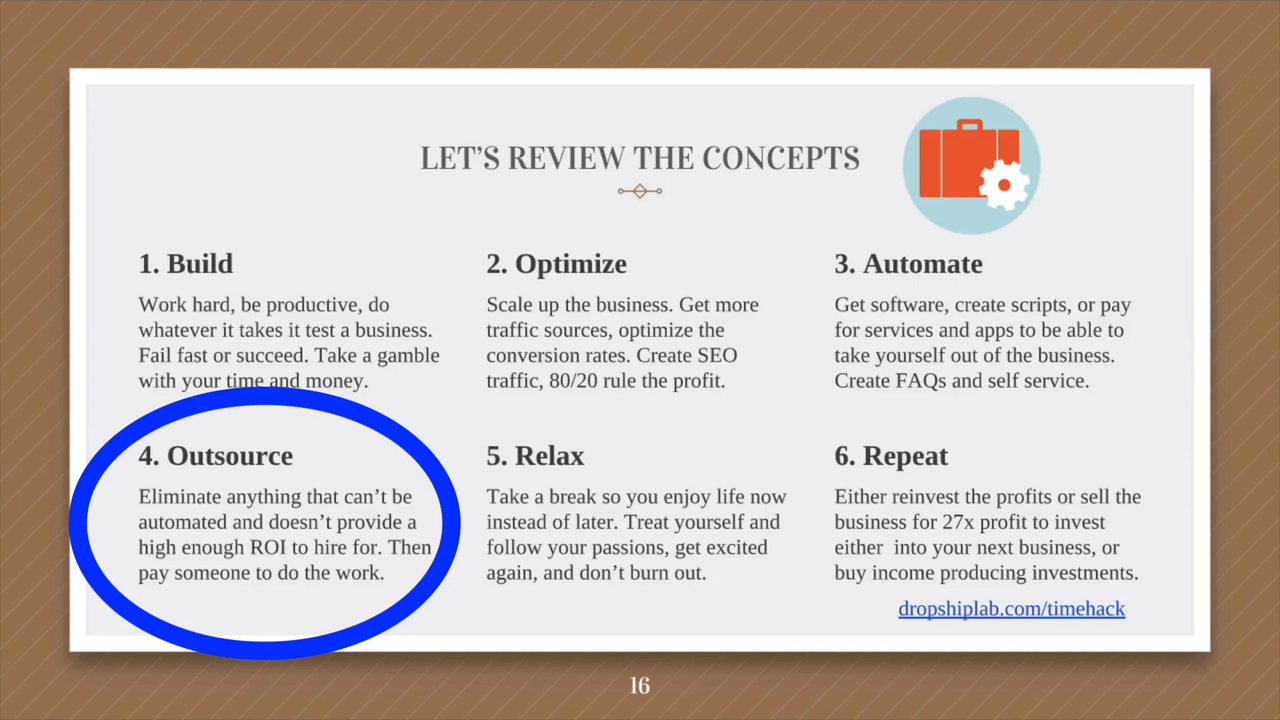 LET'S REVIEW THE CONCEPTS
1. Build
Work hard, be productive, do
whatever it takes it test a business.
Fail fast or succeed. Take a gamble
with your time and money.
2. Optimize
Scale up the business. Get more
traffic sources, optimize the
conversion rates. Create SEO
traffic, 80/20 rule the profit.
3. Automate
Get software, create scripts, or pay
for services and apps to be able to
take yourself out of the business.
Create FAQs and self service.
4. Outsource
Eliminate anything that can't be
automated and doesn't provide a
high enough ROI to hire for. Then
pay someone to do the work.
5. Relax
Take a break so you enjoy life now
instead of later. Treat yourself and
follow your passions, get excited
again, and don't burn out.
6. Repeat
Either reinvest the profits or sell the
business for 27x profit to invest
either into your next business, or
buy income producing investments.
dropshiplab.com/timehack
16